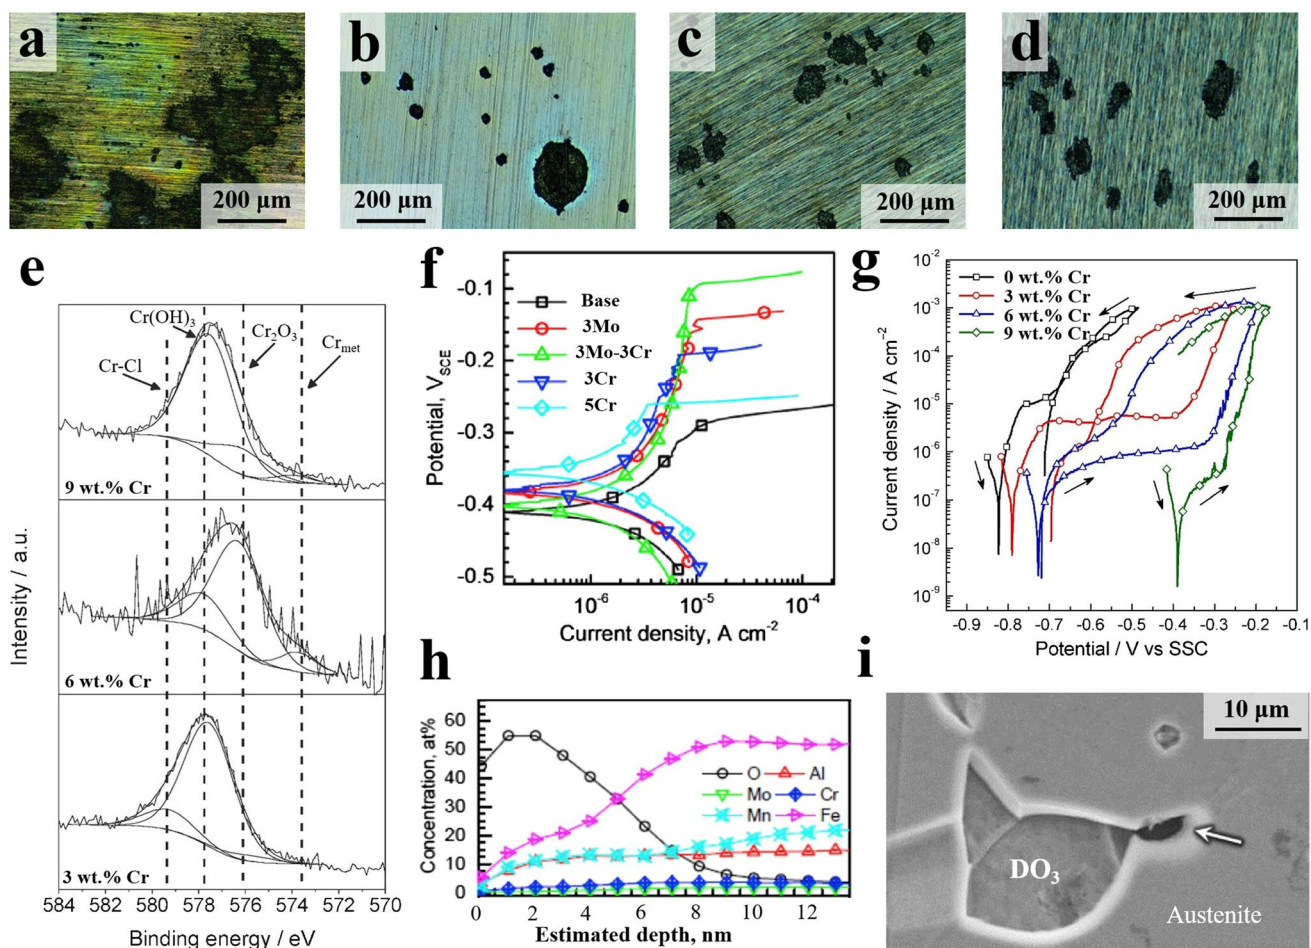 a
b
c
d
200 μm
200 μm
200 μm
200 μm
e
Cr(OH)3
Cr2O3
Cr-Cl
Crmet
9 wt.% Cr
6 wt.% Cr
3 wt.% Cr
Intensity / a.u.
584 582 580 578 576 574 572 570
Binding energy / eV
f
Base
3Mo
3Mo-3Cr
3Cr
5Cr
-0.1
-0.2
-0.3
-0.4
-0.5
Potential, VSCE
10-6 10-5 10-4
Current density, A cm-2
g
0 wt.% Cr
3 wt.% Cr
6 wt.% Cr
9 wt.% Cr
10-2
10-3
10-4
10-5
10-6
10-7
10-8
10-9
Current density / A cm-2
-0.9 -0.8 -0.7 -0.6 -0.5 -0.4 -0.3 -0.2 -0.1
Potential / V vs SSC
h
60
50
40
30
20
10
0
Concentration, at%
O Al
Mo Cr
Mn Fe
0 2 4 6 8 10 12
Estimated depth, nm
i
10 μm
DO3
Austenite